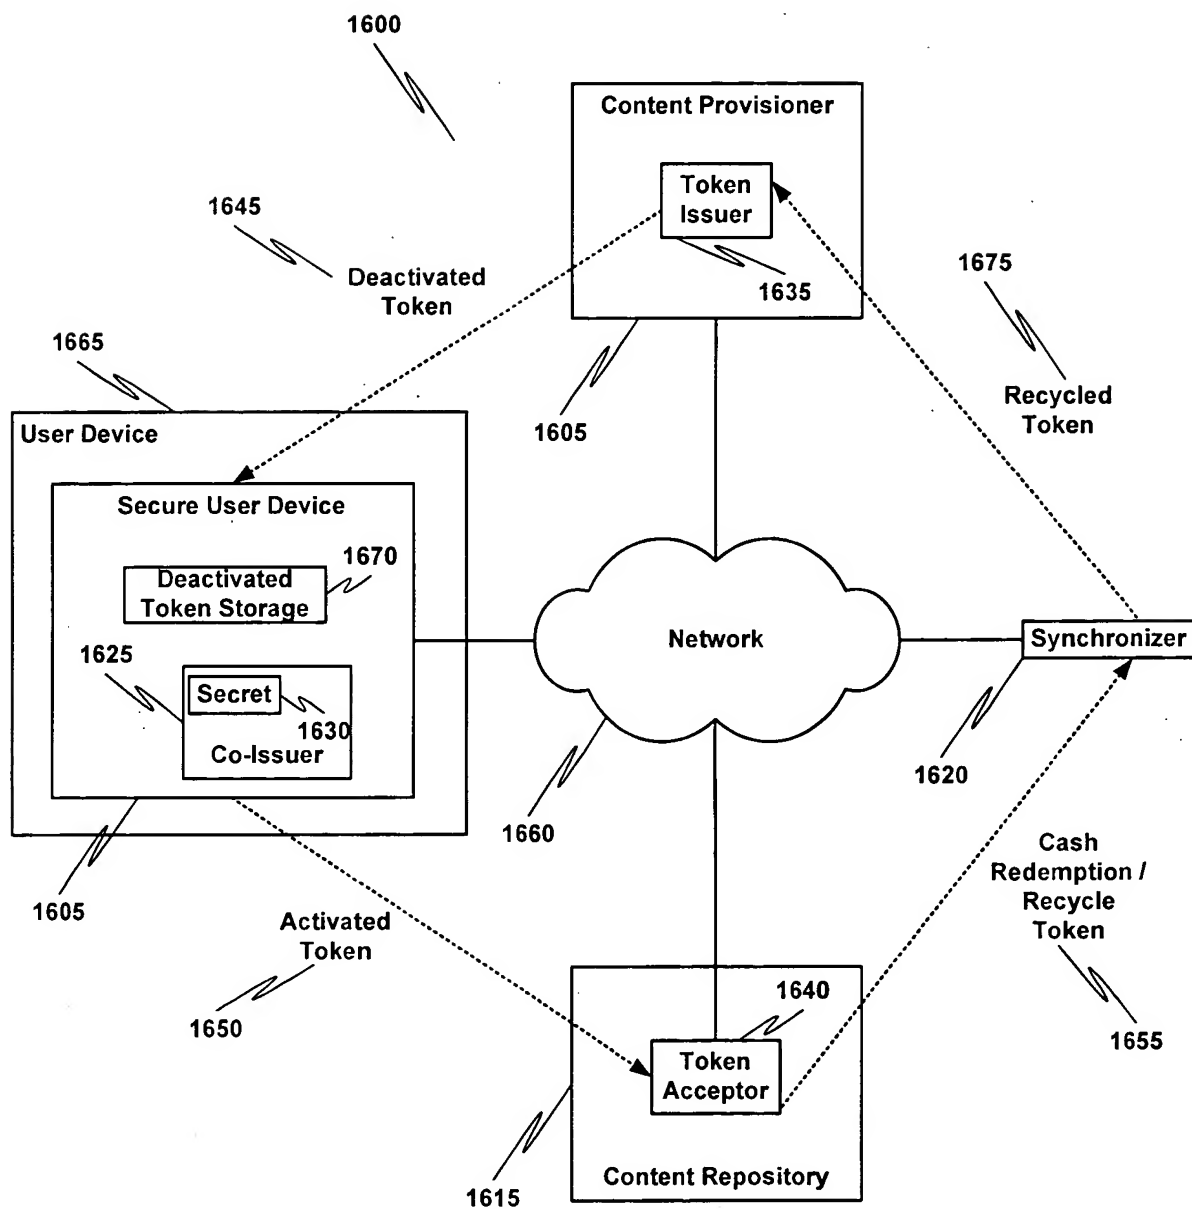 1600
Content Provisioner
Token
Issuer
1635
1645
Deactivated
Token
1675
Recycled
Token
1605
1665
User Device
Secure User Device
1670
Deactivated
Token Storage
1625
Secret
1630
Co-Issuer
Network
Synchronizer
1620
1660
1605
Activated
Token
1650
Cash
Redemption /
Recycle
Token
1655
1640
Token
Acceptor
1615
Content Repository